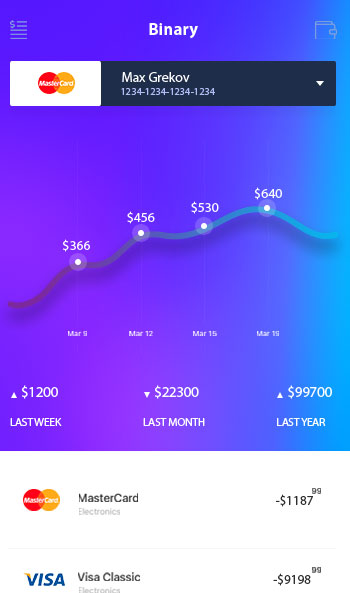 Binary
MasterCard
Max Grekov
1234-1234-1234-1234
$640
$530
$456
$366
Mar 9 Mar 12 Mar 15 Mar 19
▲ $1200 ▼ $22300 ▲ $99700
LAST WEEK LAST MONTH LAST YEAR
MasterCard MasterCard -$1187 99
Electronics
VISA Visa Classic -$9198 99
Electronics